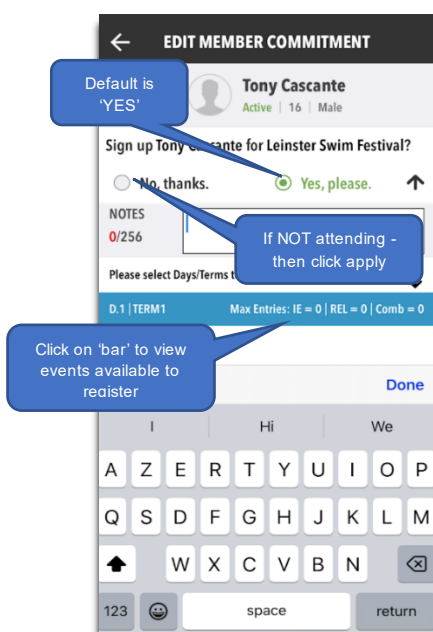 EDIT MEMBER COMMITMENT
Default is
‘YES’
Tony Cascante
Active | 16 | Male
Sign up Tony Cascante for Leinster Swim Festival?
No, thanks.
Yes, please.
NOTES
0/256
If NOT attending -
then click apply
Please select Days/Terms
D.1 | TERM1
Max Entries: IE = 0 | REL = 0 | Comb = 0
Click on ‘bar’ to view
events available to
register
Done
I
Hi
We
A Z E R T Y U I O P
Q S D F G H J K L M
W X C V B N
123
space
return